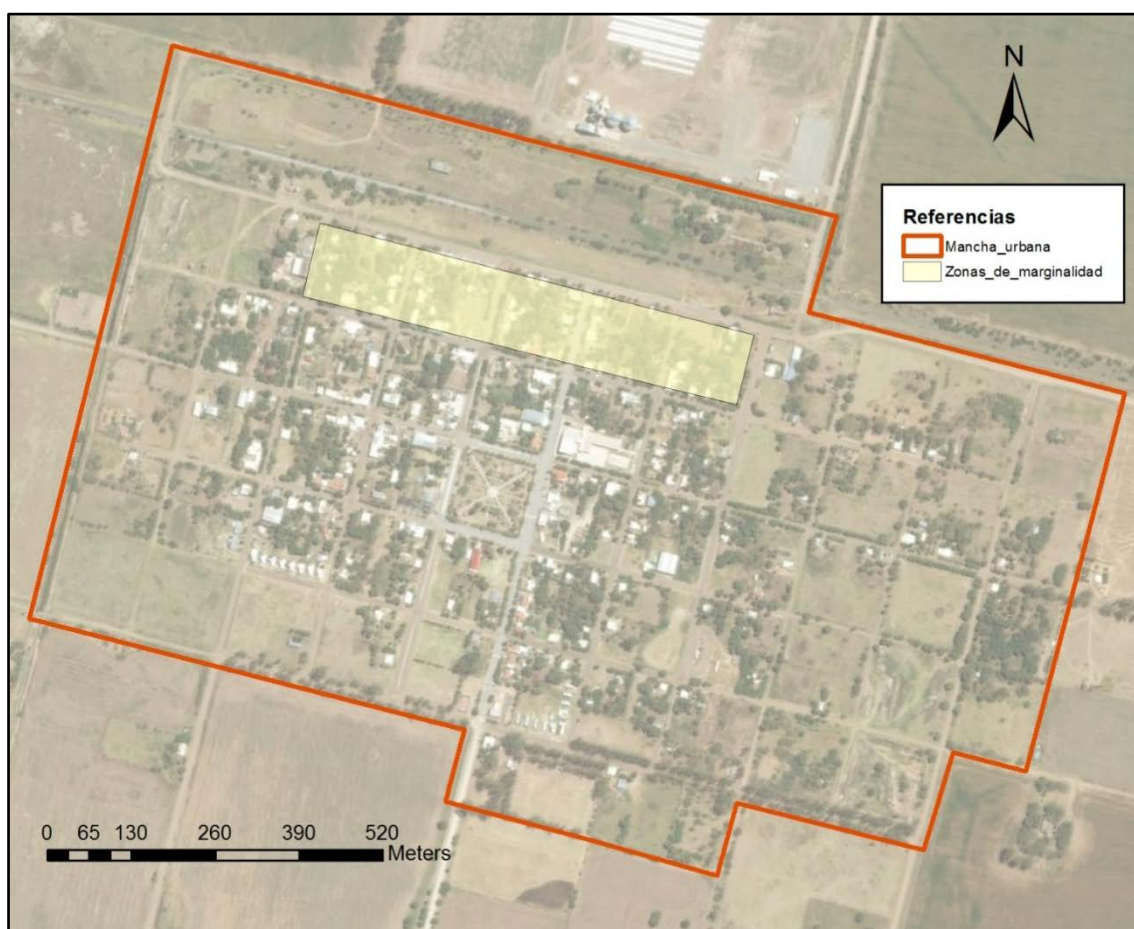 N
Referencias
Mancha_urbana
Zonas_de_marginalidad
0 65 130 260 390 520
Meters